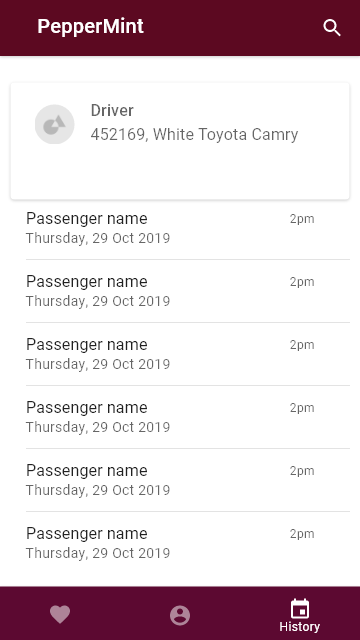 PepperMint
Driver
452169, White Toyota Camry
Passenger name 2pm
Thursday, 29 Oct 2019
Passenger name 2pm
Thursday, 29 Oct 2019
Passenger name 2pm
Thursday, 29 Oct 2019
Passenger name 2pm
Thursday, 29 Oct 2019
Passenger name 2pm
Thursday, 29 Oct 2019
Passenger name 2pm
Thursday, 29 Oct 2019
History